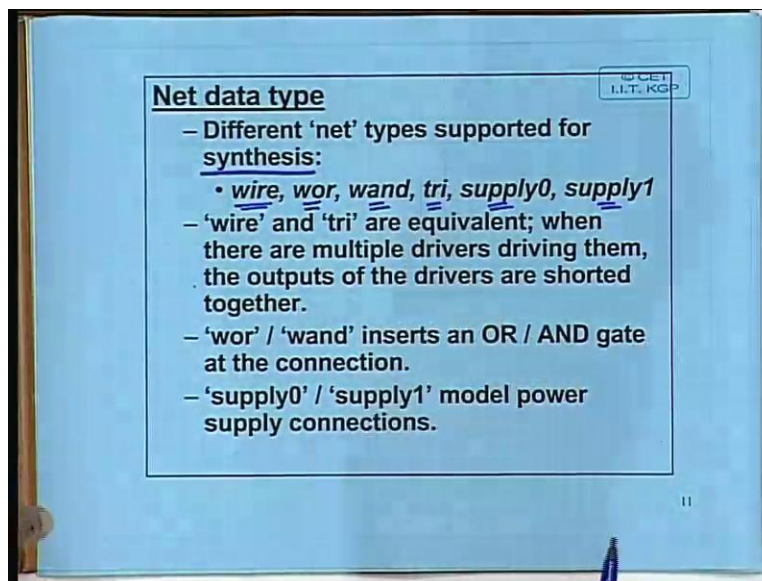 © CET
I.I.T. KGP
Net data type
– Different ‘net’ types supported for
synthesis:
• wire, wor, wand, tri, supply0, supply1
– ‘wire’ and ‘tri’ are equivalent; when
there are multiple drivers driving them,
the outputs of the drivers are shorted
together.
– ‘wor’ / ‘wand’ inserts an OR / AND gate
at the connection.
– ‘supply0’ / ‘supply1’ model power
supply connections.
11